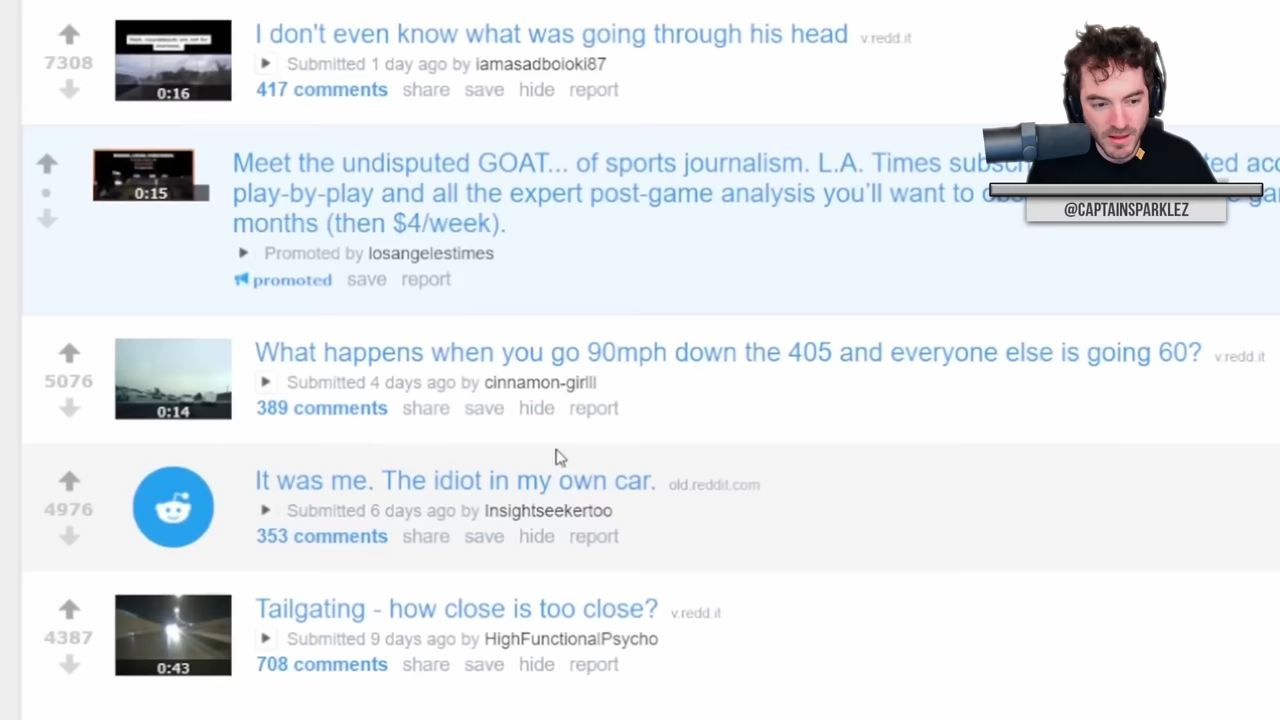 7308
0:16
I don't even know what was going through his head v.redd.it
Submitted 1 day ago by iamasadboioki87
417 comments share save hide report
0:15
Meet the undisputed GOAT... of sports journalism. L.A. Times
play-by-play and all the expert post-game analysis you'll want to
months (then $4/week).
Promoted by losangelestimes
promoted save report
@CAPTAINSPARKLEZ
5076
0:14
What happens when you go 90mph down the 405 and everyone else is going 60? v.redd.it
Submitted 4 days ago by cinnamon-girlll
389 comments share save hide report
4976
It was me. The idiot in my own car. old.reddit.com
Submitted 6 days ago by Insightseekertoo
353 comments share save hide report
4387
0:43
Tailgating - how close is too close? v.redd.it
Submitted 9 days ago by HighFunctionalPsycho
708 comments share save hide report